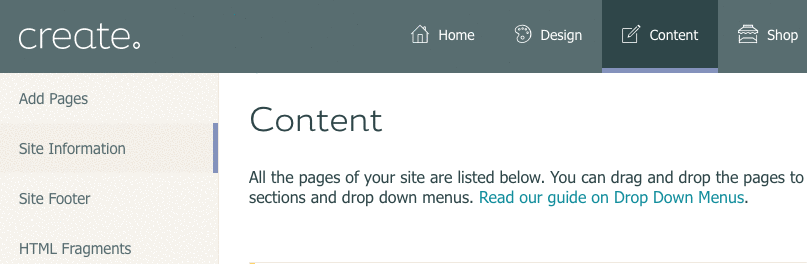 create.
Home
Design
Content
Shop
Add Pages
Site Information
Site Footer
HTML Fragments
Content
All the pages of your site are listed below. You can drag and drop the pages to
sections and drop down menus. Read our guide on Drop Down Menus.